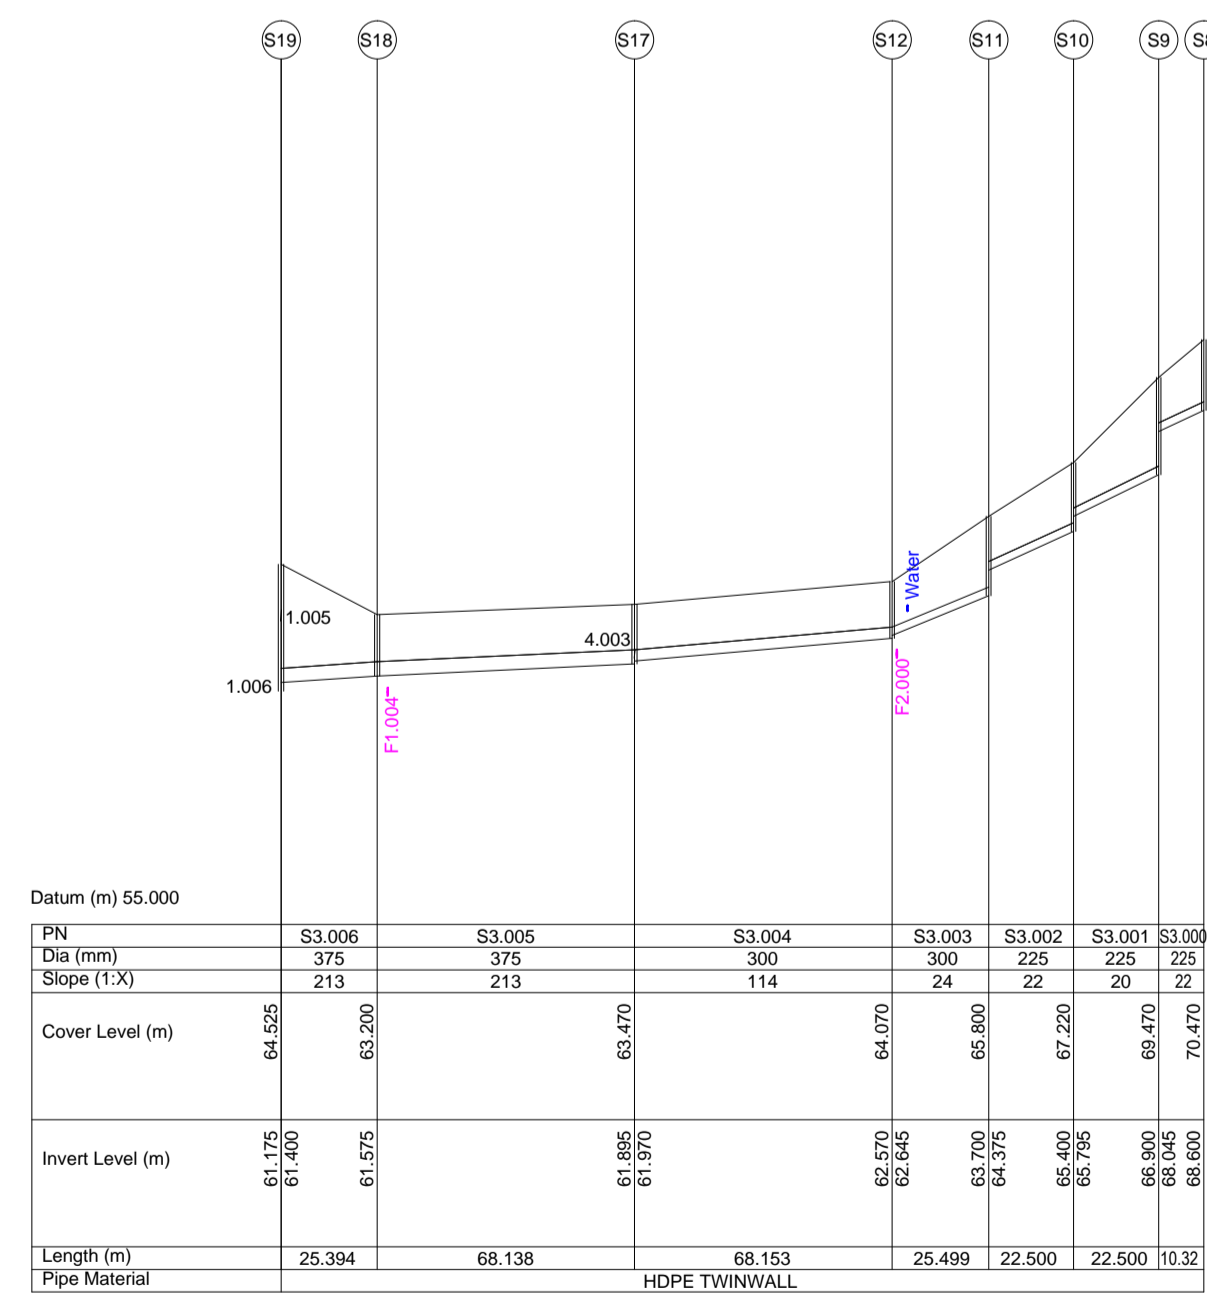 S19 S18 S17 S12 S11 S10 S9 S8
Water
1.005
4.003
1.006
F1.004
F2.000
Datum (m) 55.000
PN S3.006 S3.005 S3.004 S3.003 S3.002 S3.001 S3.000
Dia (mm) 375 375 300 300 225 225 225
Slope (1:X) 213 213 114 24 22 20 22
Cover Level (m) 64.525 63.200 63.470 64.070 65.800 67.220 69.470 70.470
Invert Level (m) 61.175 61.400 61.575 61.895 61.970 62.570 62.645 63.700 64.375 65.400 65.795 66.900 68.045 68.600
Length (m) 25.394 68.138 68.153 25.499 22.500 22.500 10.32
Pipe Material HDPE TWINWALL